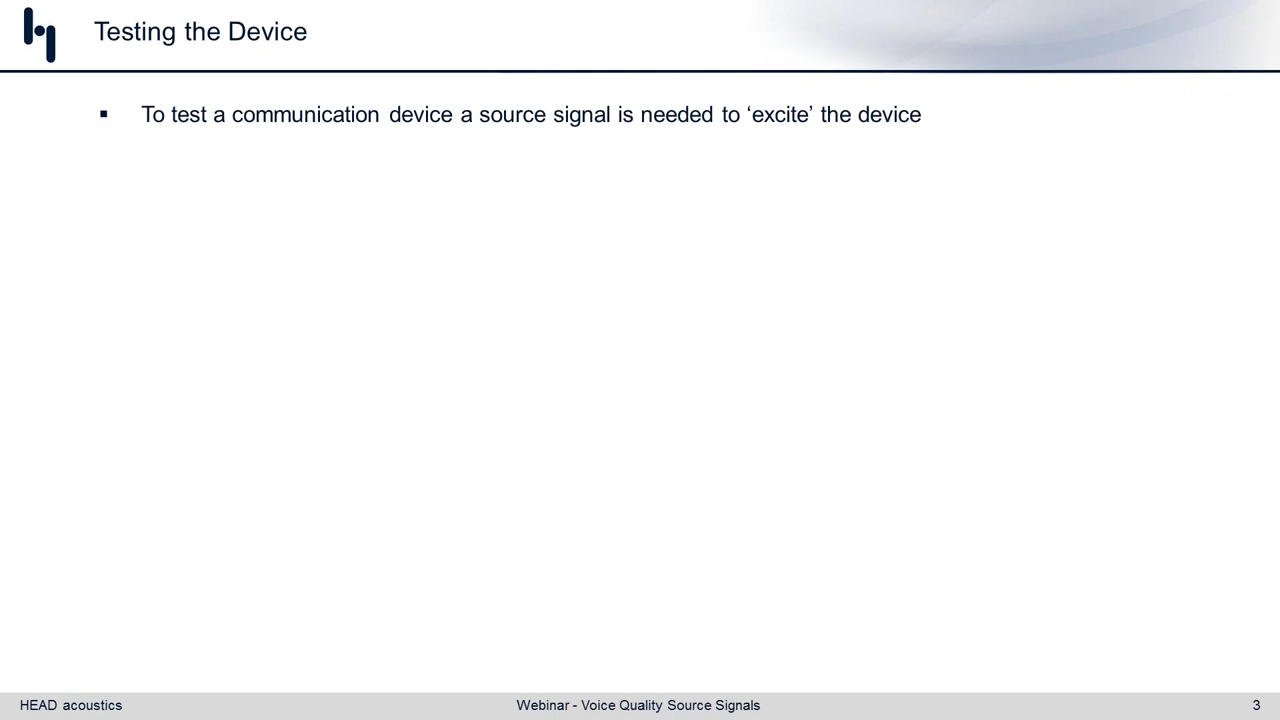 Testing the Device
▪ To test a communication device a source signal is needed to ‘excite’ the device
HEAD acoustics
Webinar - Voice Quality Source Signals
3